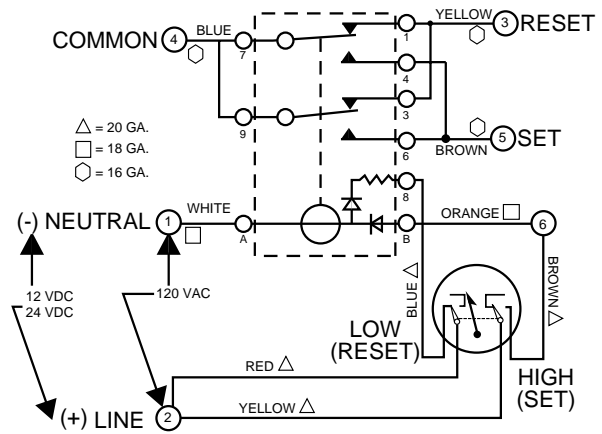 COMMON 4 BLUE 7 1 YELLOW 3 RESET
4
9 3
6 BROWN 5 SET
= 20 GA.
= 18 GA.
= 16 GA.
8
(-) NEUTRAL 1 WHITE A B ORANGE 6
12 VDC
24 VDC
120 VAC
BLUE
BROWN
LOW
(RESET)
HIGH
(SET)
RED
(+) LINE 2 YELLOW